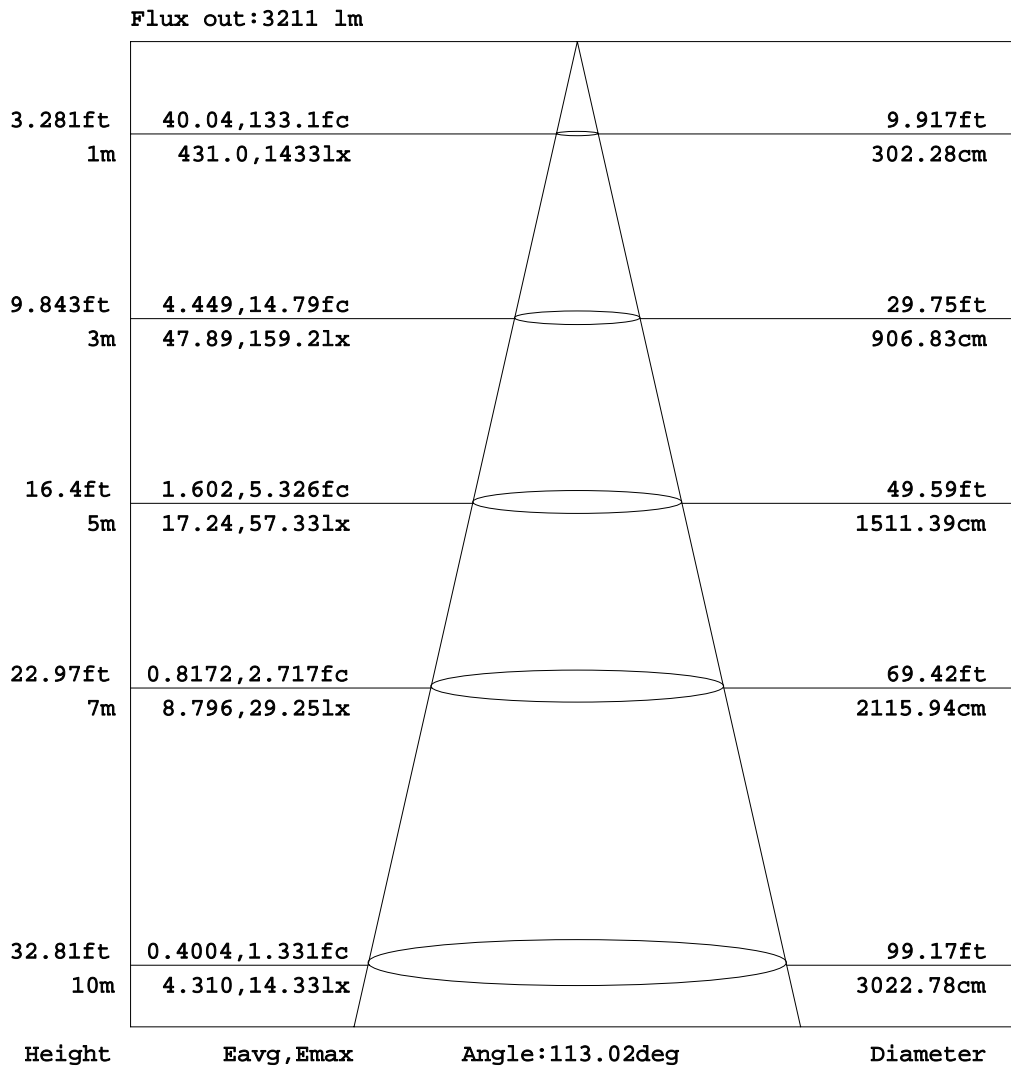 Flux out:3211 lm
3.281ft 40.04,133.1fc 9.917ft
1m 431.0,1433lx 302.28cm
9.843ft 4.449,14.79fc 29.75ft
3m 47.89,159.2lx 906.83cm
16.4ft 1.602,5.326fc 49.59ft
5m 17.24,57.33lx 1511.39cm
22.97ft 0.8172,2.717fc 69.42ft
7m 8.796,29.25lx 2115.94cm
32.81ft 0.4004,1.331fc 99.17ft
10m 4.310,14.33lx 3022.78cm
Height Eavg,Emax Angle:113.02deg Diameter